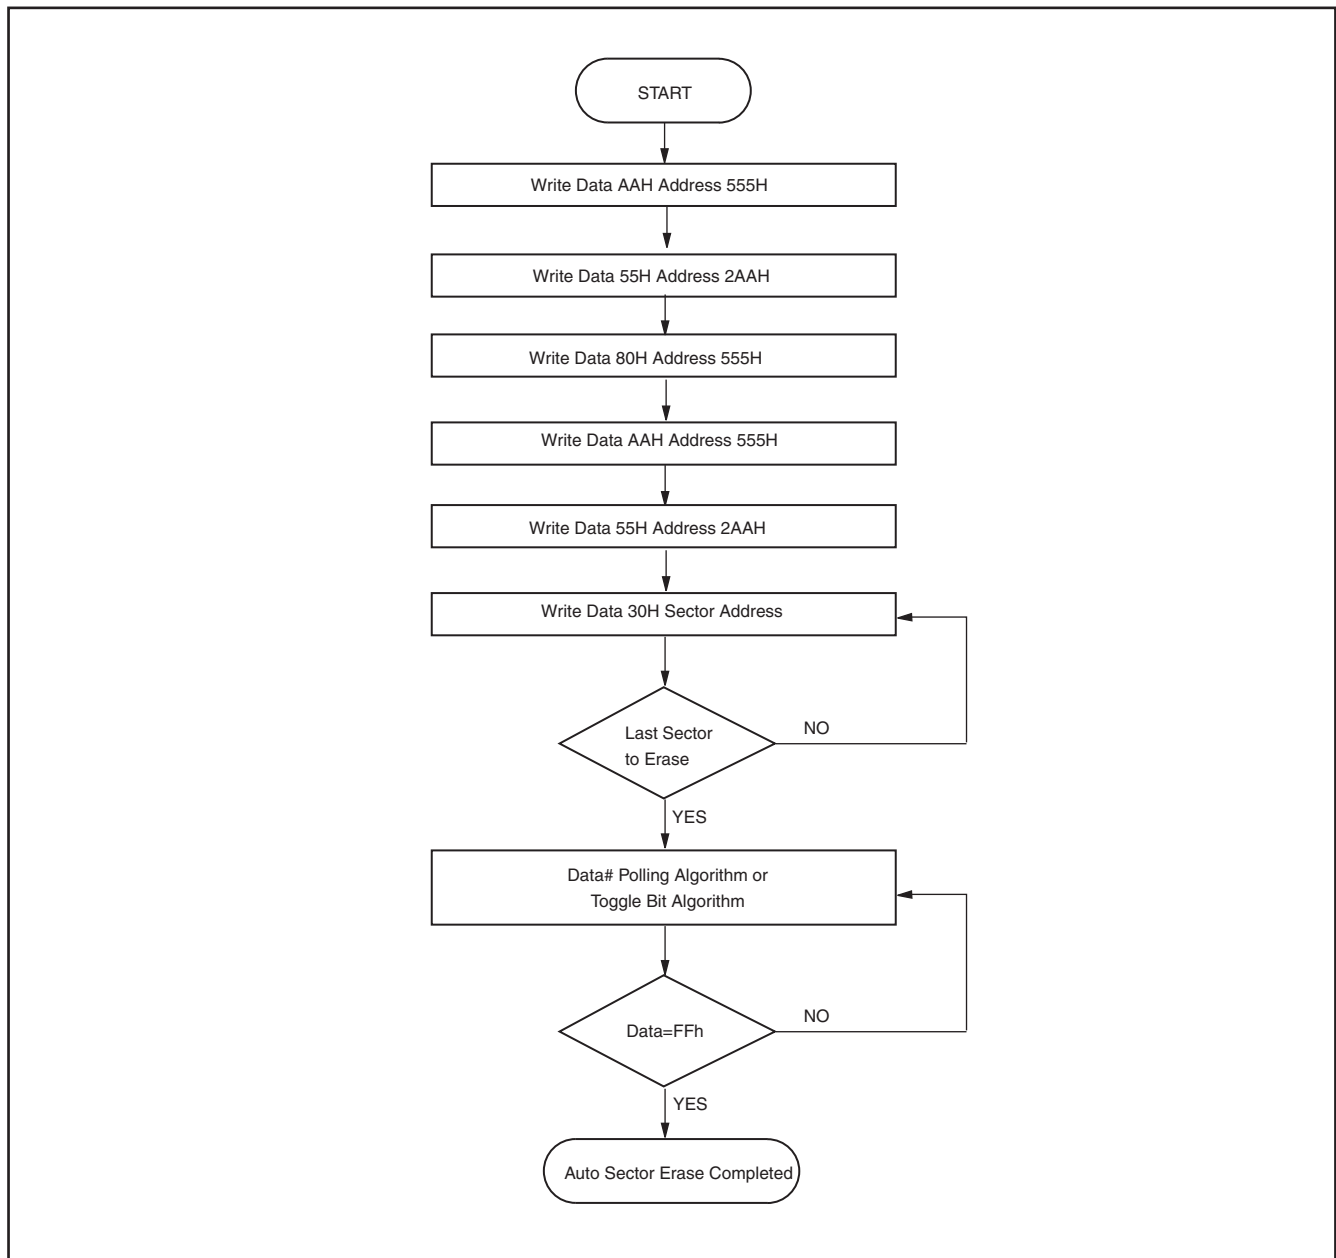 START
Write Data AAH Address 555H
Write Data 55H Address 2AAH
Write Data 80H Address 555H
Write Data AAH Address 555H
Write Data 55H Address 2AAH
Write Data 30H Sector Address
Last Sector
to Erase
NO
YES
Data# Polling Algorithm or
Toggle Bit Algorithm
Data=FFh
NO
YES
Auto Sector Erase Completed